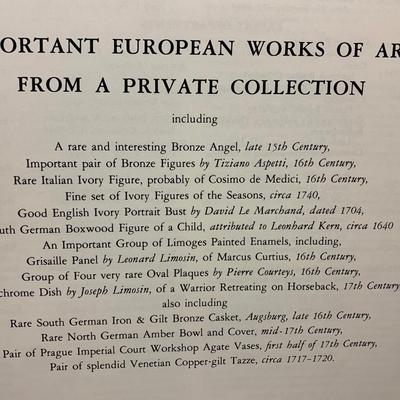 PORTANT EUROPEAN WORKS OF AR
FROM A PRIVATE COLLECTION
including
A rare and interesting Bronze Angel, late 15th Century,
Important pair of Bronze Figures by Tiziano Aspetti, 16th Century,
Rare Italian Ivory Figure, probably of Cosimo de Medici, 16th Century,
Fine set of Ivory Figures of the Seasons, circa 1740,
Good English Ivory Portrait Bust by David Le Marchand, dated 1704,
uth German Boxwood Figure of a Child, attributed to Leonhard Kern, circa 1640
An Important Group of Limoges Painted Enamels, including,
Grisaille Panel by Leonard Limosin, of Marcus Curtius, 16th Century,
Group of Four very rare Oval Plaques by Pierre Courteys, 16th Century,
chrome Dish by Joseph Limosin, of a Warrior Retreating on Horseback, 17th Century
also including
Rare South German Iron & Gilt Bronze Casket, Augsburg, late 16th Century,
Rare North German Amber Bowl and Cover, mid-17th Century,
Pair of Prague Imperial Court Workshop Agate Vases, first half of 17th Century,
Pair of splendid Venetian Copper-gilt Tazze, circa 1717–1720.